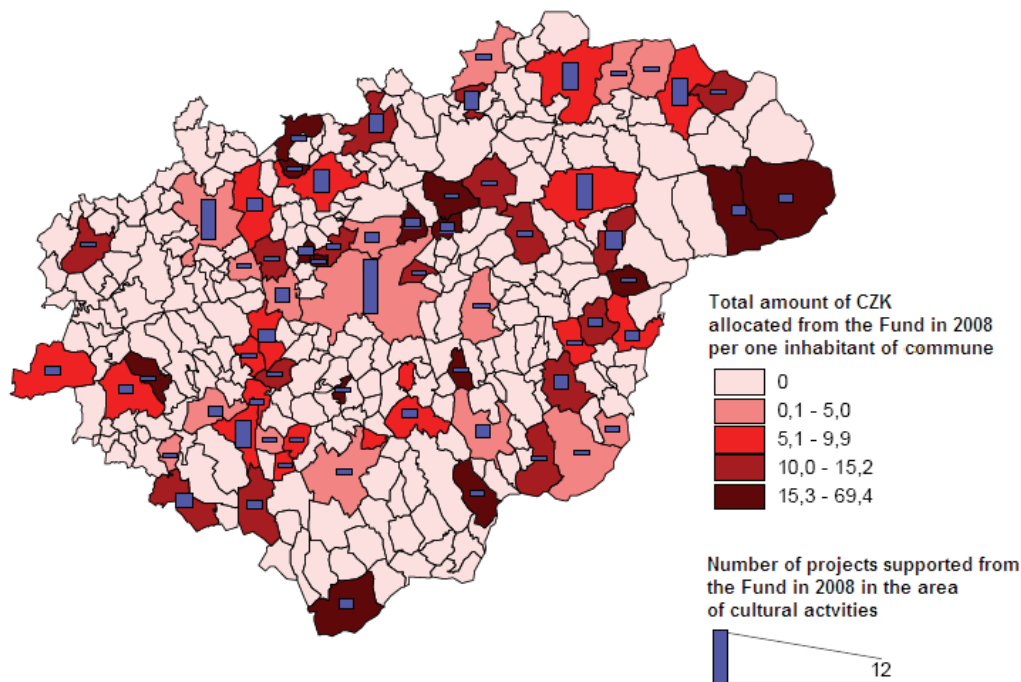 Total amount of CZK
allocated from the Fund in 2008
per one inhabitant of commune
0
0,1 - 5,0
5,1 - 9,9
10,0 - 15,2
15,3 - 69,4
Number of projects supported from
the Fund in 2008 in the area
of cultural actvities
12